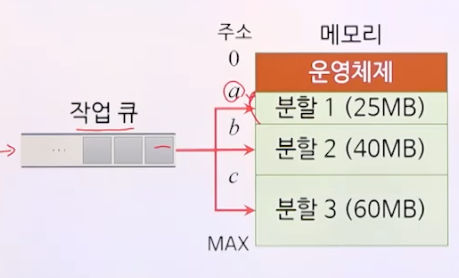 주소
메모리
0
운영체제
a
분할 1 (25MB)
작업 큐
...
b
분할 2 (40MB)
c
분할 3 (60MB)
MAX